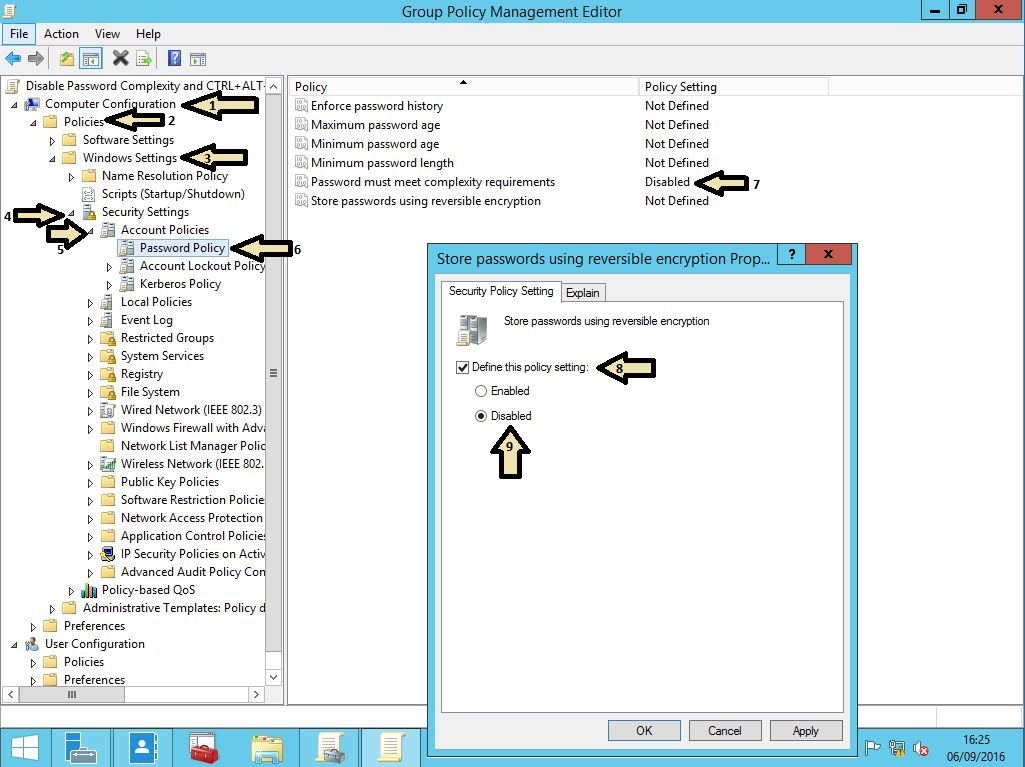 Group Policy Management Editor
File Action View Help
Disable Password Complexity and CTRL+ALT-
Computer Configuration 1
Policies 2
Software Settings
Windows Settings 3
Name Resolution Policy
Scripts (Startup/Shutdown)
4 Security Settings
5 Account Policies
Password Policy 6
Account Lockout Policy
Kerberos Policy
Local Policies
Event Log
Restricted Groups
System Services
Registry
File System
Wired Network (IEEE 802.3)
Windows Firewall with Adva
Network List Manager Polic
Wireless Network (IEEE 802.
Public Key Policies
Software Restriction Policie
Network Access Protection
Application Control Policie
IP Security Policies on Activ
Advanced Audit Policy Con
Policy-based QoS
Administrative Templates: Policy d
Preferences
User Configuration
Policies
Preferences
Policy Policy Setting
Enforce password history Not Defined
Maximum password age Not Defined
Minimum password age Not Defined
Minimum password length Not Defined
Password must meet complexity requirements Disabled 7
Store passwords using reversible encryption Not Defined
Store passwords using reversible encryption Prop... ? x
Security Policy Setting Explain
Store passwords using reversible encryption
Define this policy setting: 8
Enabled
Disabled
9
OK Cancel Apply
16:25
06/09/2016